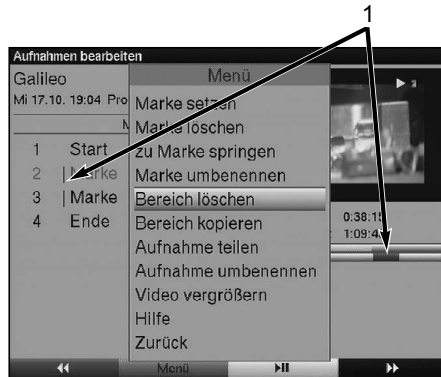 1
Aufnahmen bearbeiten
Galileo
Mi 17.10. 19:04 Pro
Menü
Marke setzen
Marke löschen
zu Marke springen
Marke umbenennen
Bereich löschen
Bereich kopieren
Aufnahme teilen
Aufnahme umbenennen
Video vergrößern
Hilfe
Zurück
1 Start
2 Marke
3 Marke
4 Ende
0:38:15
1:09:4
Menü